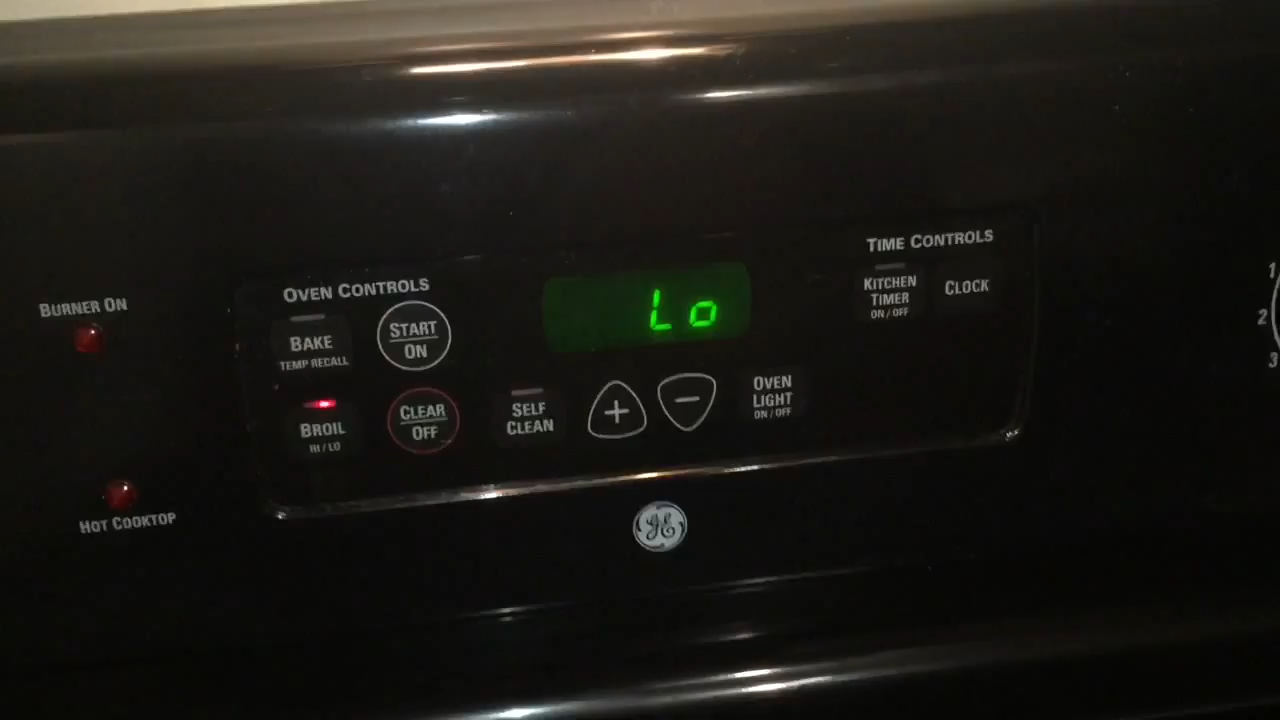 BURNER ON
HOT COOKTOP
OVEN CONTROLS
BAKE
TEMP RECALL
START
ON
BROIL
HI / LO
CLEAR
OFF
SELF
CLEAN
+
−
OVEN
LIGHT
ON / OFF
Lo
TIME CONTROLS
KITCHEN
TIMER
ON / OFF
CLOCK
GE
1
2
3